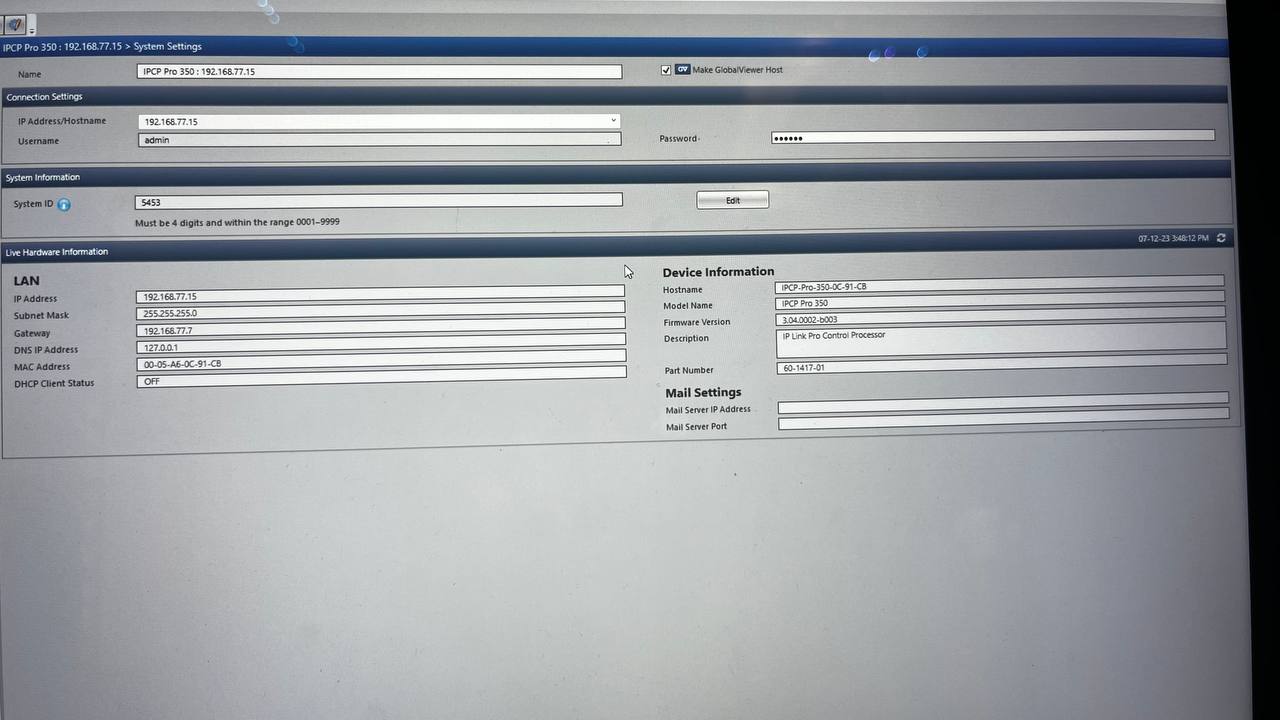 IPCP Pro 350 : 192.168.77.15 > System Settings
Name IPCP Pro 350 : 192.168.77.15 GV Make GlobalViewer Host
Connection Settings
IP Address/Hostname 192.168.77.15
Username admin Password ••••••
System Information
System ID 5453 Edit
Must be 4 digits and within the range 0001–9999
Live Hardware Information 07-12-23 3:48:12 PM
LAN
IP Address 192.168.77.15
Subnet Mask 255.255.255.0
Gateway 192.168.77.7
DNS IP Address 127.0.0.1
MAC Address 00-05-A6-0C-91-CB
DHCP Client Status OFF
Device Information
Hostname IPCP-Pro-350-0C-91-CB
Model Name IPCP Pro 350
Firmware Version 3.04.0002-b003
Description IP Link Pro Control Processor
Part Number 60-1417-01
Mail Settings
Mail Server IP Address
Mail Server Port